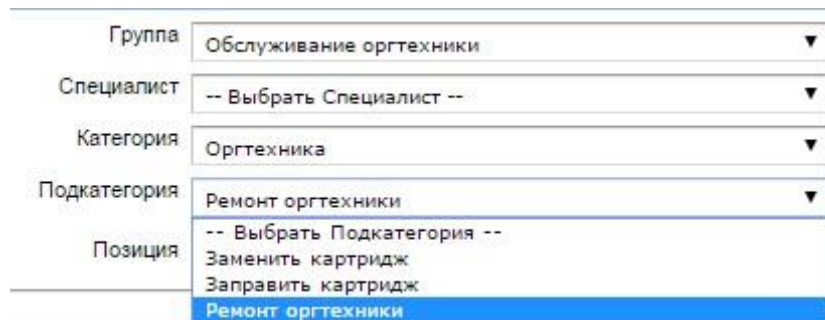 Группа Обслуживание оргтехники
Специалист -- Выбрать Специалист --
Категория Оргтехника
Подкатегория Ремонт оргтехники
-- Выбрать Подкатегория --
Позиция Заменить картридж
Заправить картридж
Ремонт оргтехники